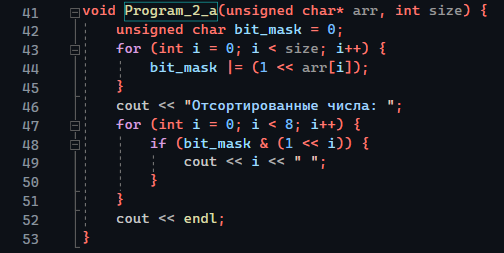 41 void Program_2_a(unsigned char* arr, int size) {
42     unsigned char bit_mask = 0;
43     for (int i = 0; i < size; i++) {
44         bit_mask |= (1 << arr[i]);
45     }
46     cout << "Отсортированные числа: ";
47     for (int i = 0; i < 8; i++) {
48         if (bit_mask & (1 << i)) {
49             cout << i << " ";
50         }
51     }
52     cout << endl;
53 }